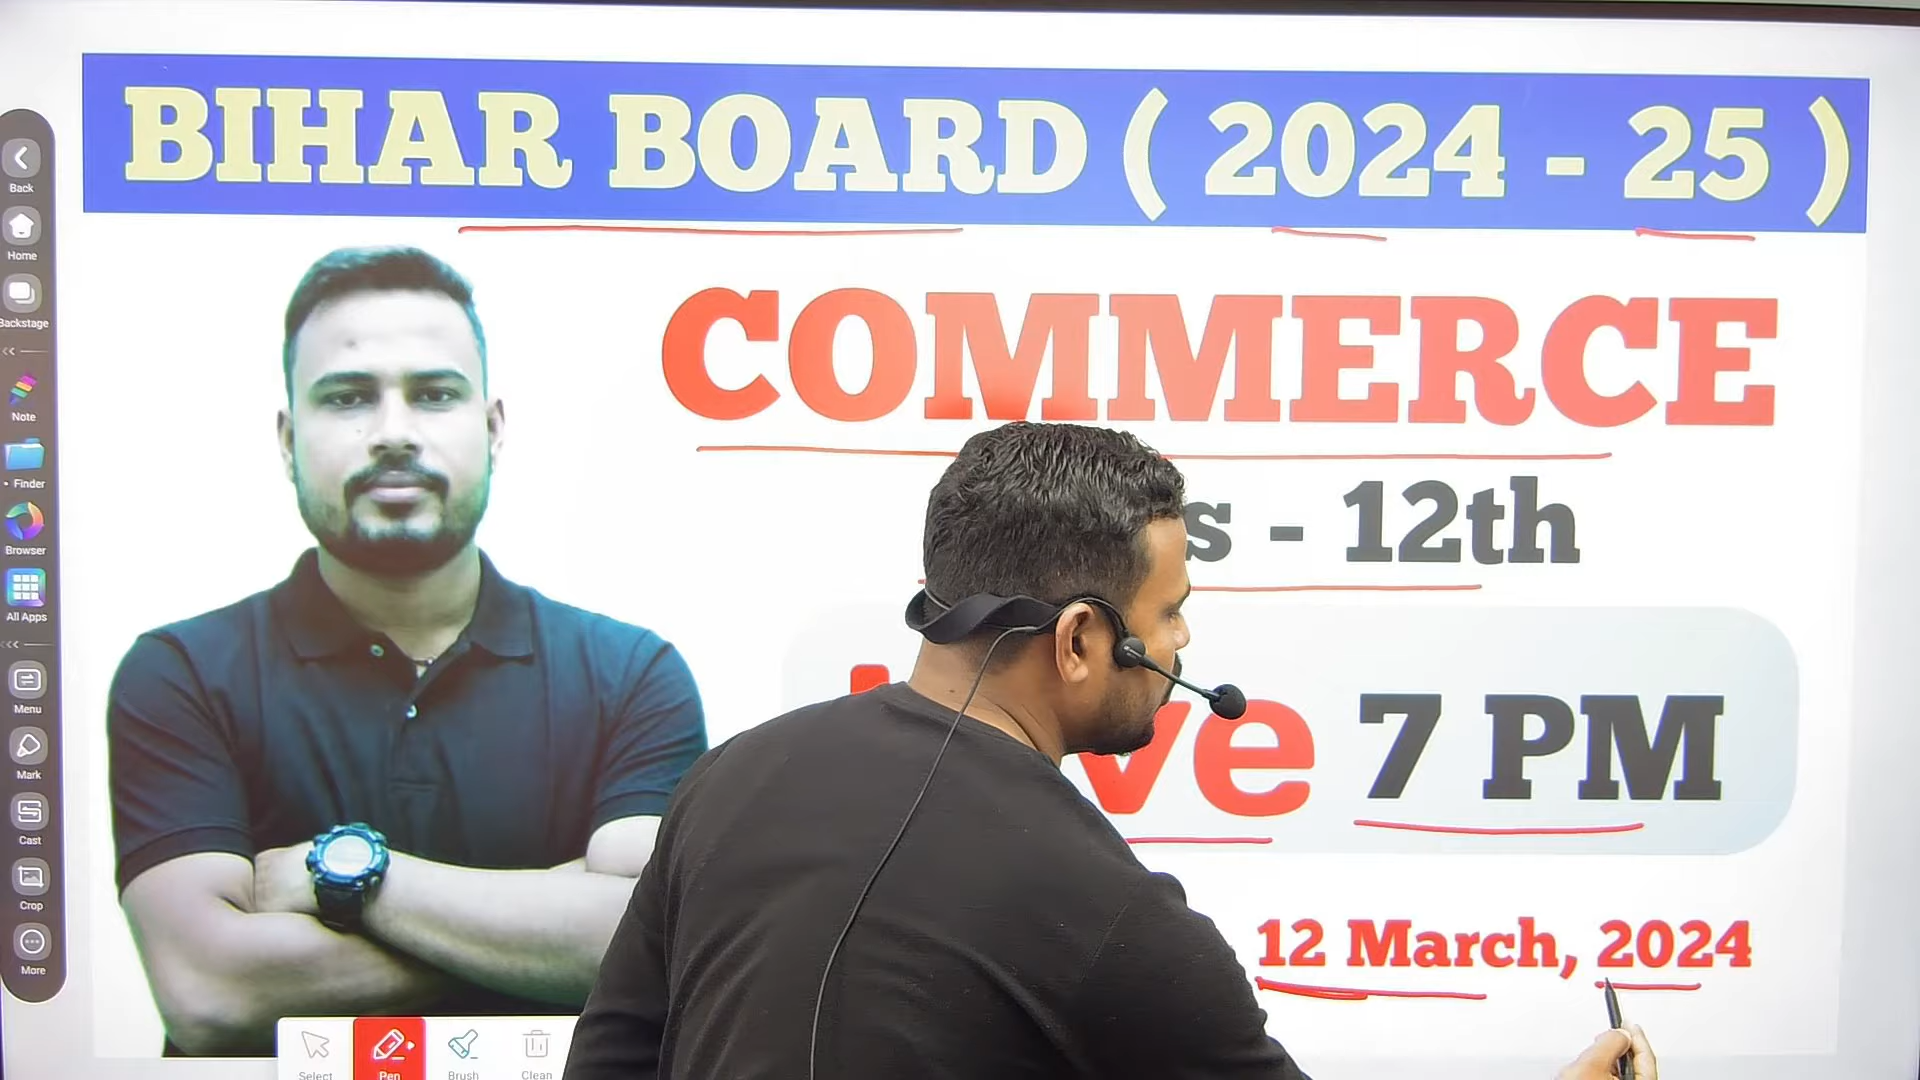 BIHAR BOARD ( 2024 - 25 )
COMMERCE
s - 12th
ve 7 PM
12 March, 2024
Back
Home
Backstage
Note
Finder
Browser
All Apps
Menu
Mark
Cast
Crop
More
Select
Pen
Brush
Clean